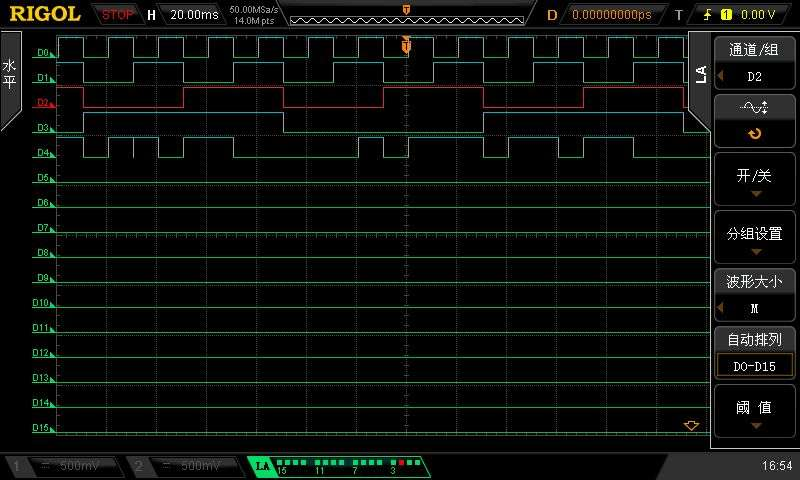 RIGOL STOP H 20.00ms 50.00MSa/s 14.0Mpts D 0.00000000ps T 1 0.00 V
水平
LA
D0
D1
D2
D3
D4
D5
D6
D7
D8
D9
D10
D11
D12
D13
D14
D15
T
T
通道/组
D2
开/关
分组设置
波形大小
M
自动排列
D0-D15
阈 值
1 500mV 2 500mV LA 15 11 7 3 16:54